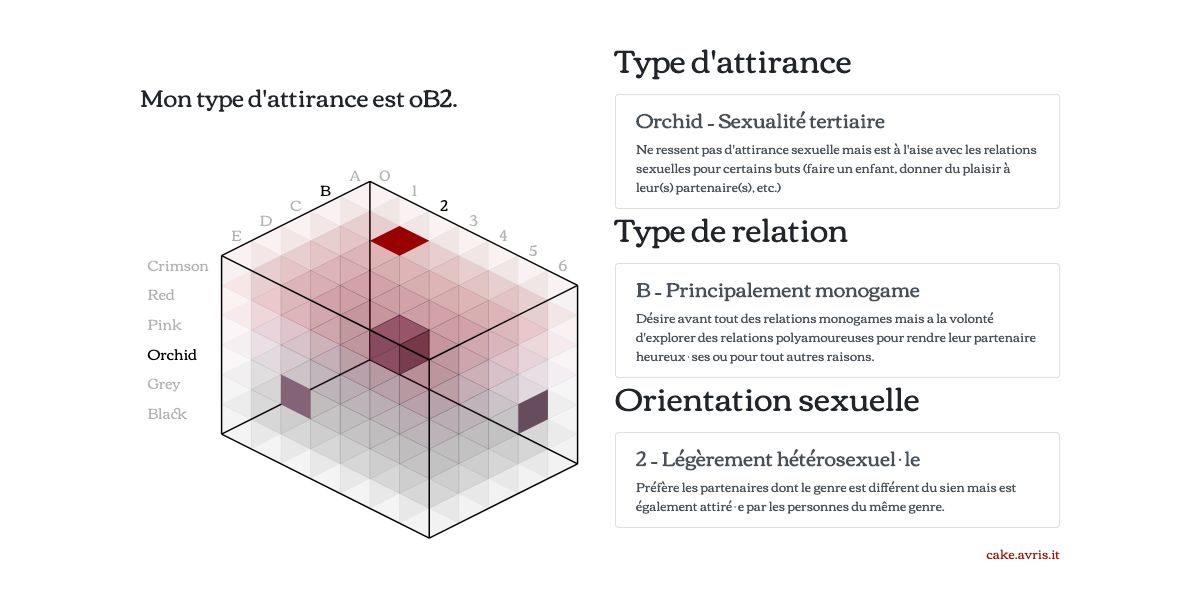 Mon type d'attirance est oB2.
A O
B 1
C 2
D 3
E 4
5
6
Crimson
Red
Pink
Orchid
Grey
Black
Type d'attirance
Orchid - Sexualité tertiaire
Ne ressent pas d'attirance sexuelle mais est à l'aise avec les relations
sexuelles pour certains buts (faire un enfant, donner du plaisir à
leur(s) partenaire(s), etc.)
Type de relation
B - Principalement monogame
Désire avant tout des relations monogames mais a la volonté
d'explorer des relations polyamoureuses pour rendre leur partenaire
heureux·ses ou pour tout autres raisons.
Orientation sexuelle
2 - Légèrement hétérosexuel·le
Préfère les partenaires dont le genre est différent du sien mais est
également attiré·e par les personnes du même genre.
cake.avris.it